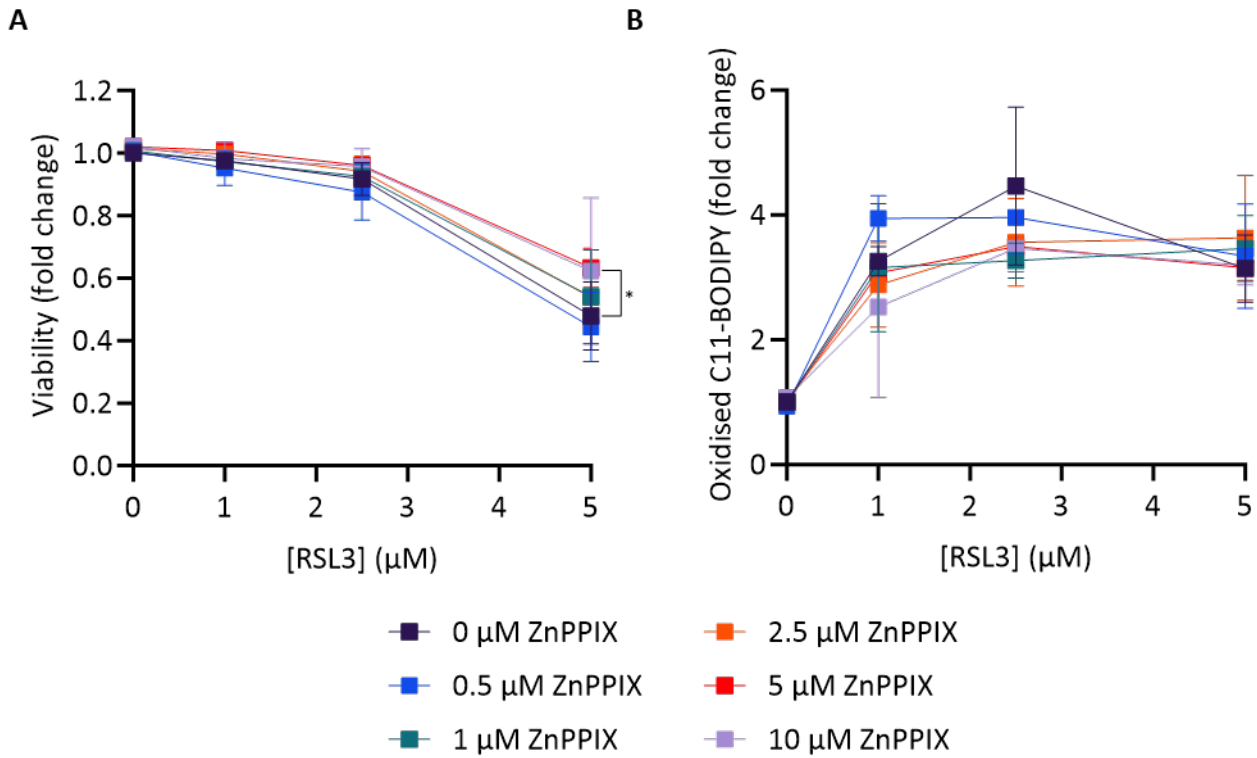 A
B
Viability (fold change)
1.2
1.0
0.8
0.6
0.4
0.2
0.0
*
0 1 2 3 4 5
[RSL3] (µM)
Oxidised C11-BODIPY (fold change)
6
4
2
0
0 1 2 3 4 5
[RSL3] (µM)
0 µM ZnPPIX
2.5 µM ZnPPIX
0.5 µM ZnPPIX
5 µM ZnPPIX
1 µM ZnPPIX
10 µM ZnPPIX